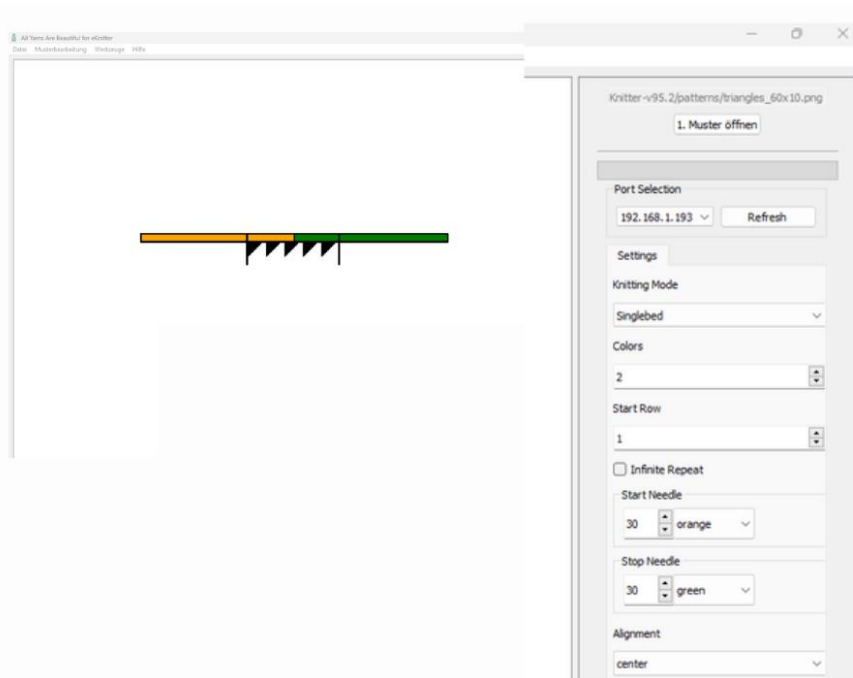 All Yarns Are Beautiful for eKnitter
Datei Musterbearbeitung Werkzeuge Hilfe
Knitter-v95.2/patterns/triangles_60x10.png
1. Muster öffnen
Port Selection
192.168.1.193 Refresh
Settings
Knitting Mode
Singlebed
Colors
2
Start Row
1
Infinite Repeat
Start Needle
30 orange
Stop Needle
30 green
Alignment
center